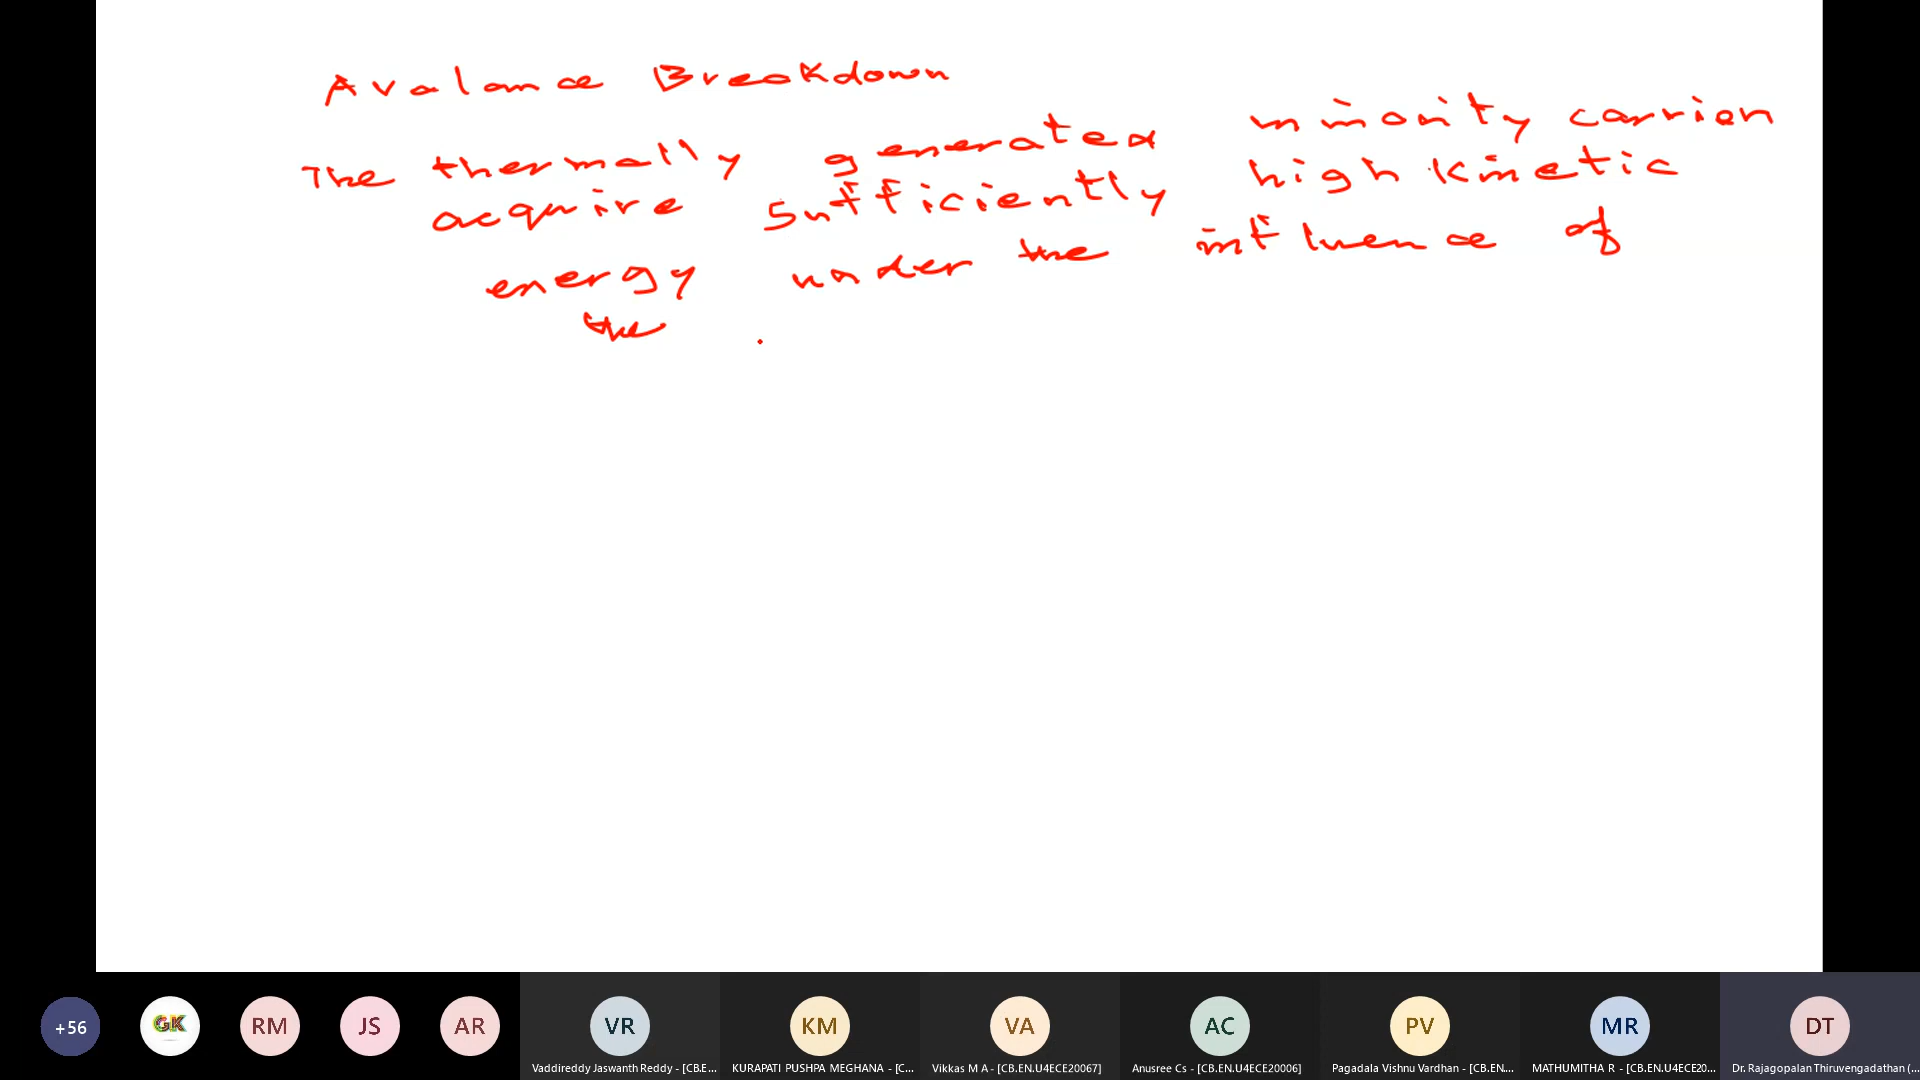 Avalance Breakdown
The thermally generated minority carrier
acquire sufficiently high kinetic
energy under the influence of
the
+56
GK
RM
JS
AR
VR
KM
VA
AC
PV
MR
DT
Vaddireddy Jaswanth Reddy - [CB.E...
KURAPATI PUSHPA MEGHANA - [C...
Vikkas M A - [CB.EN.U4ECE20067]
Anusree Cs - [CB.EN.U4ECE20006]
Pagadala Vishnu Vardhan - [CB.EN....
MATHUMITHA R - [CB.EN.U4ECE20...
Dr. Rajagopalan Thiruvengadathan (...